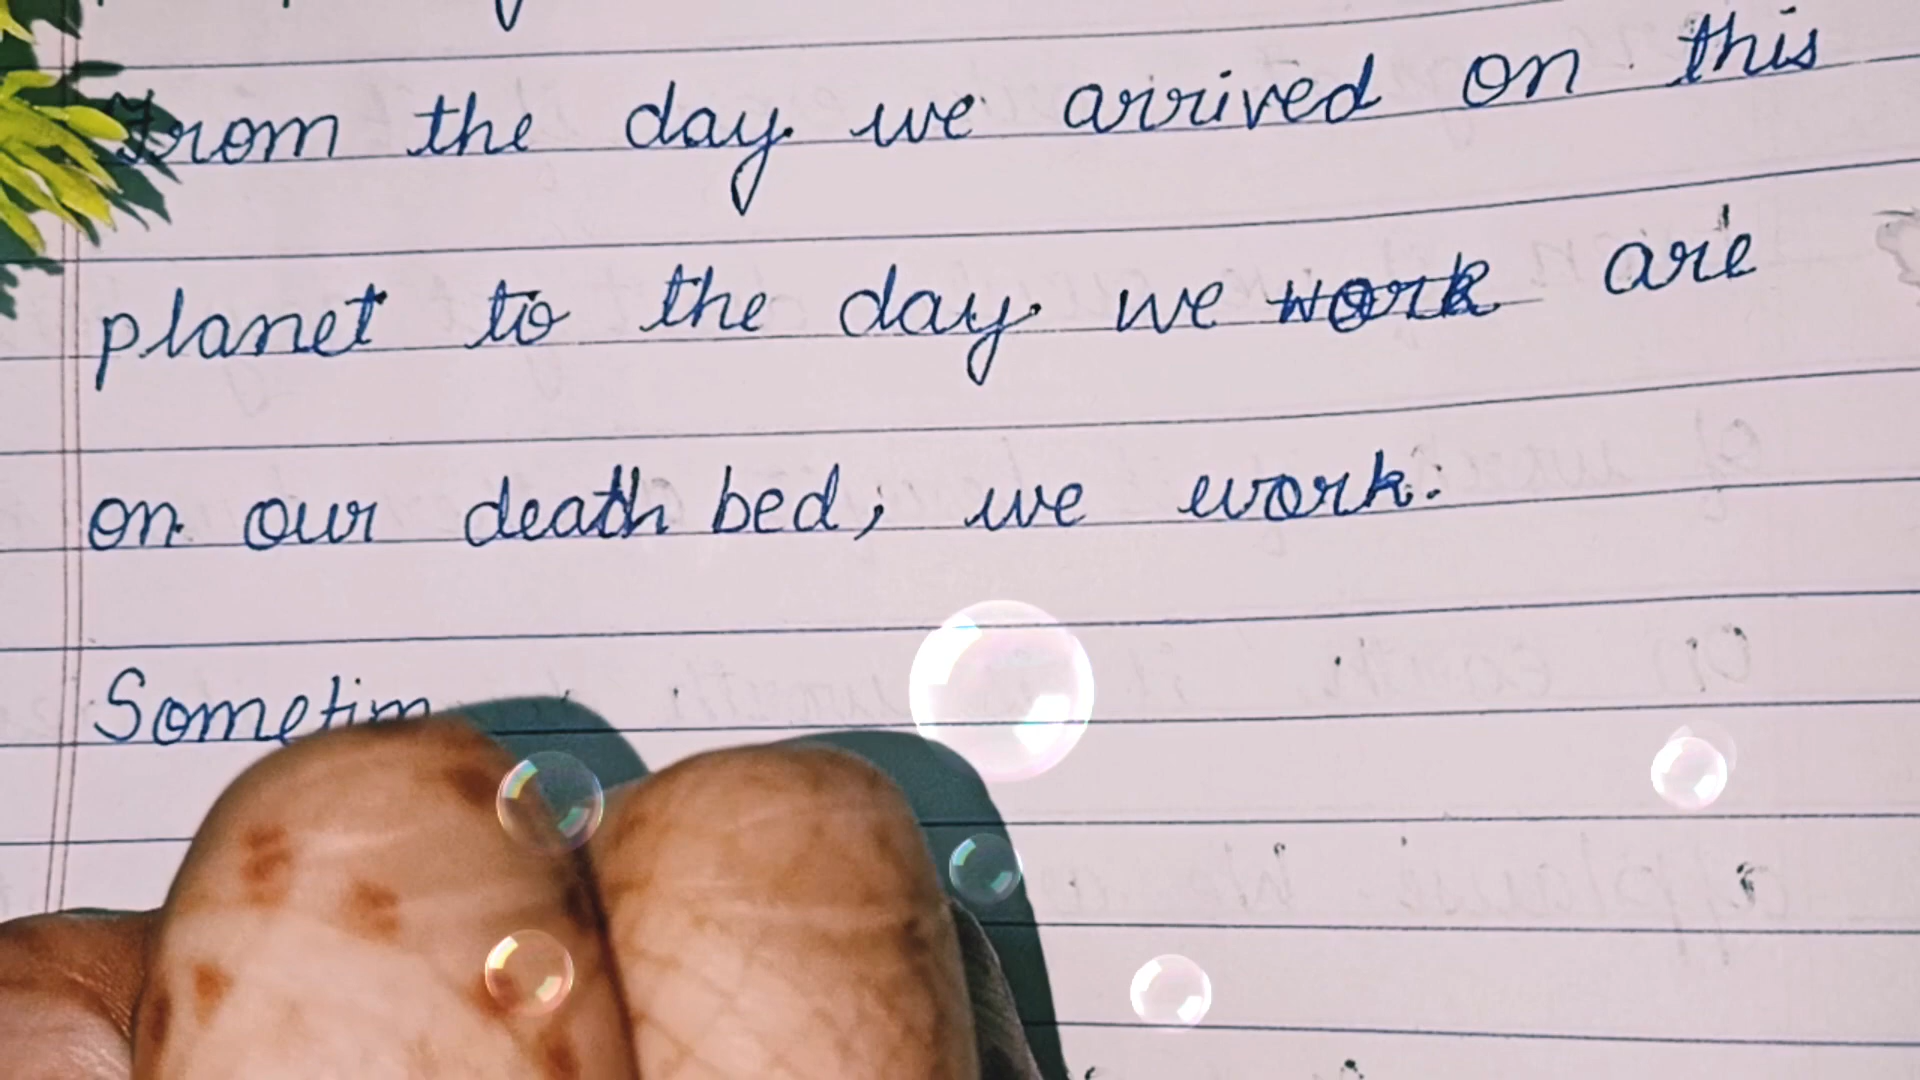 From the day we arrived on this
planet to the day we work are
on our death bed; we work.
Sometim